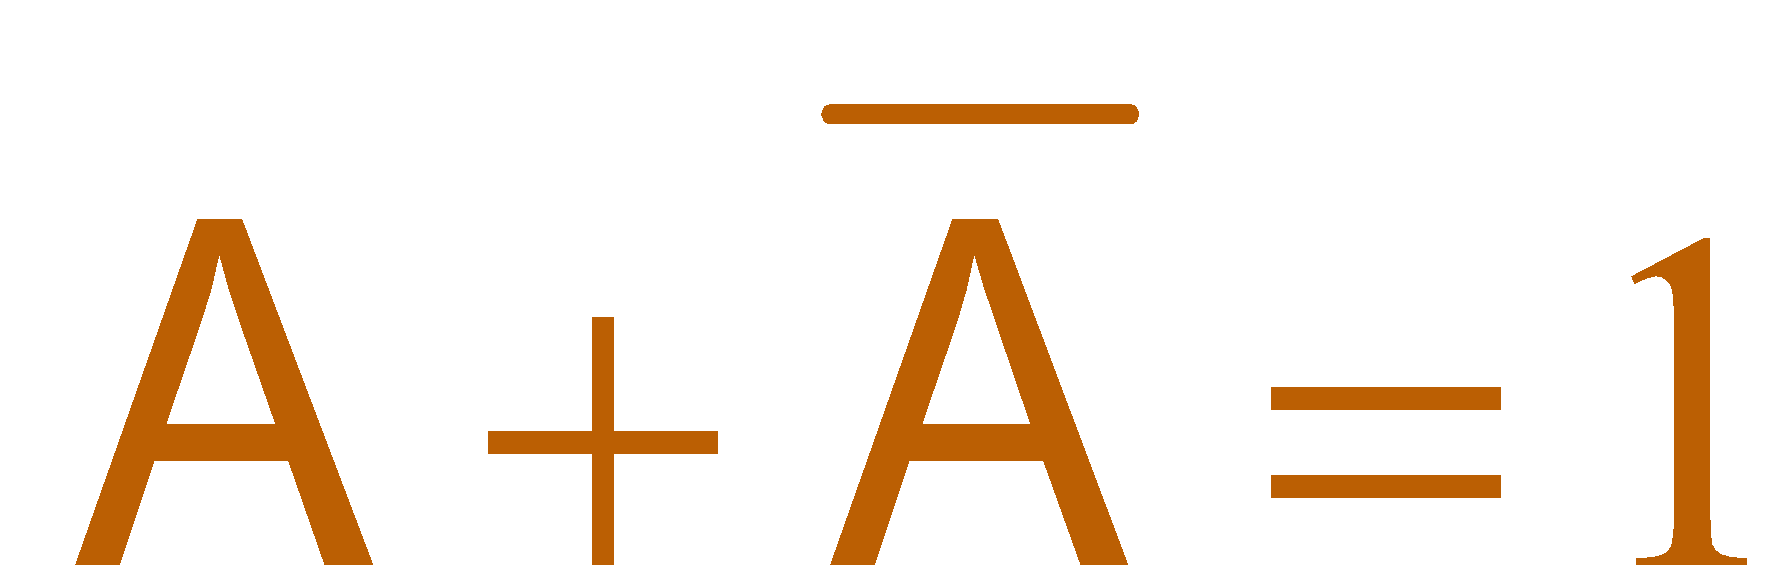 A + A̅ = 1